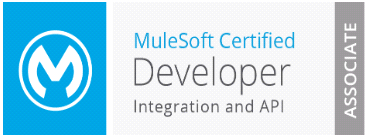 MuleSoft Certified
Developer
Integration and API
ASSOCIATE